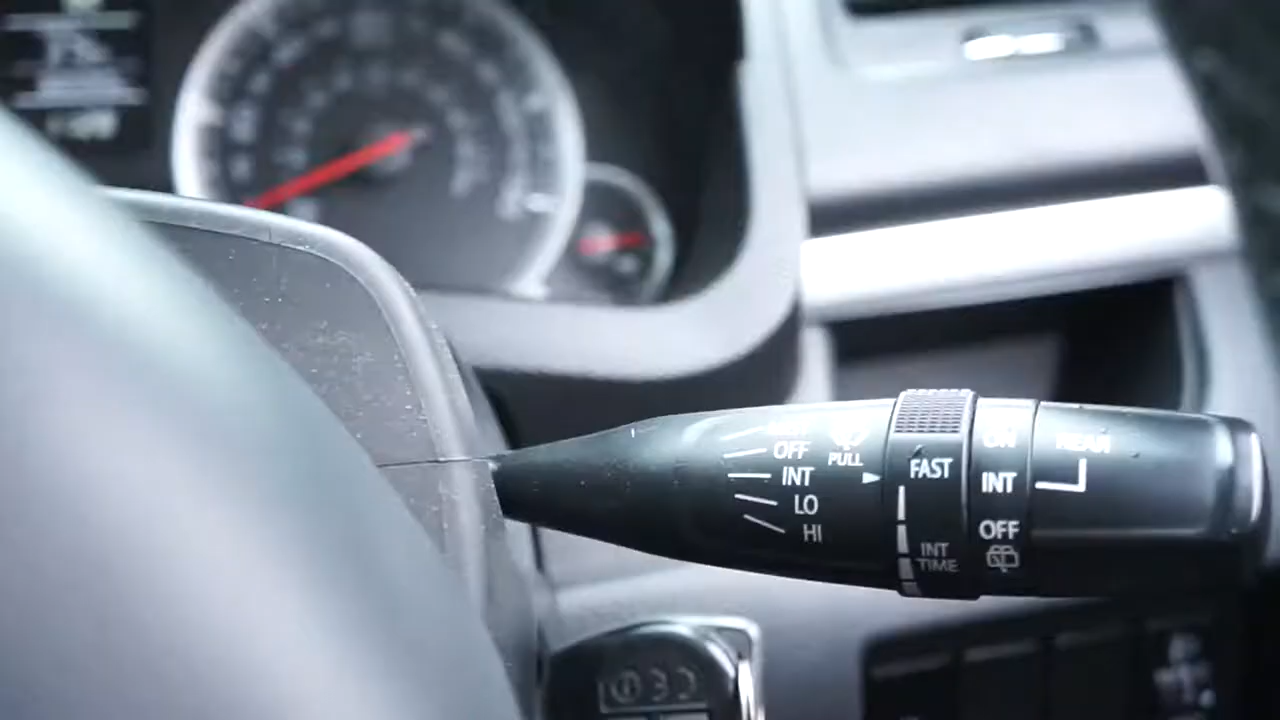 OFF
INT
LO
HI
PULL
FAST
INT
TIME
ON
INT
OFF
REAR